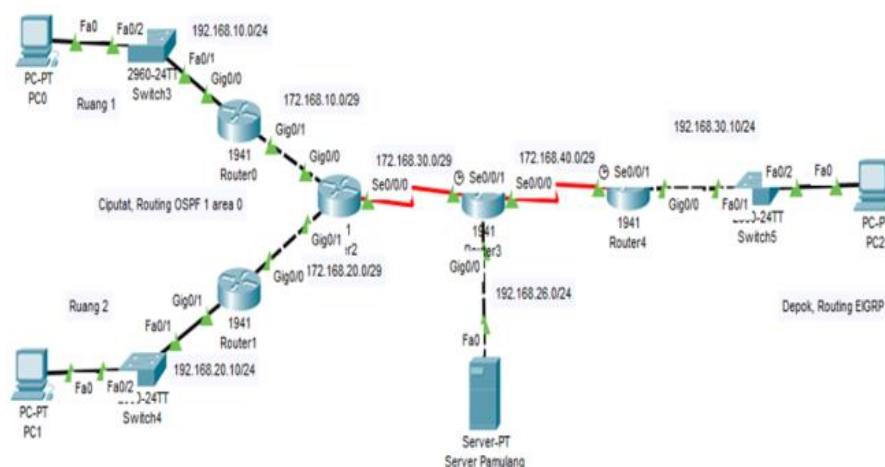 Fa0
Fa0/2
192.168.10.0/24
PC-PT
PC0
2960-24TT
Switch3
Fa0/1
Gig0/0
Ruang 1
172.168.10.0/29
1941
Router0
Gig0/1
Gig0/0
Ciputat, Routing OSPF 1 area 0
172.168.30.0/29
Se0/0/0
Gig0/1
172.168.20.0/29
Se0/0/1
1941
Se0/0/0
Gig0/0
172.168.40.0/29
Se0/0/1
1941
Router4
Gig0/0
192.168.30.10/24
Fa0/1
Fa0/2
Switch5
Fa0
PC2
Depok, Routing EIGRP
Ruang 2
Gig0/0
Gig0/1
1941
Router1
Fa0/1
192.168.20.10/24
Fa0
Fa0/2
PC-PT
PC1
Switch4
192.168.26.0/24
Fa0
Server-PT
Server Pamulang